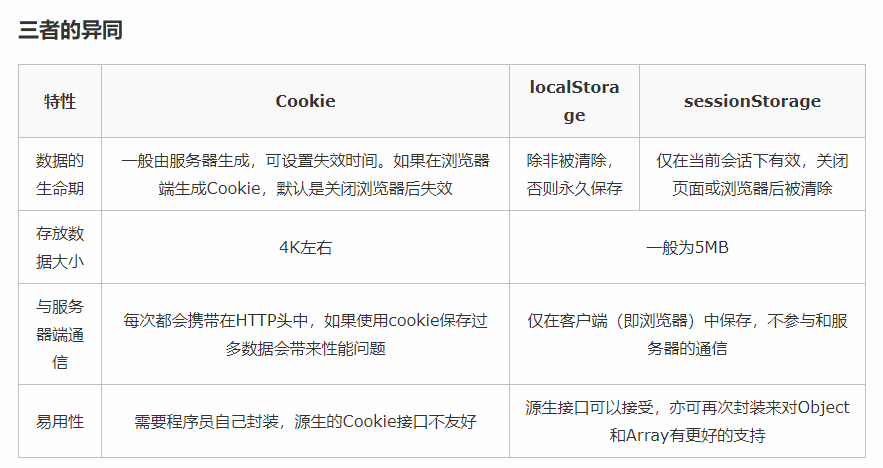 三者的异同
特性
Cookie
localStora
ge
sessionStorage
数据的
生命期
一般由服务器生成，可设置失效时间。如果在浏览器
端生成Cookie，默认是关闭浏览器后失效
除非被清除，
否则永久保存
仅在当前会话下有效，关闭
页面或浏览器后被清除
存放数
据大小
4K左右
一般为5MB
与服务
器端通
信
每次都会携带在HTTP头中，如果使用cookie保存过
多数据会带来性能问题
仅在客户端（即浏览器）中保存，不参与和服
务器的通信
易用性
需要程序员自己封装，源生的Cookie接口不友好
源生接口可以接受，亦可再次封装来对Object
和Array有更好的支持